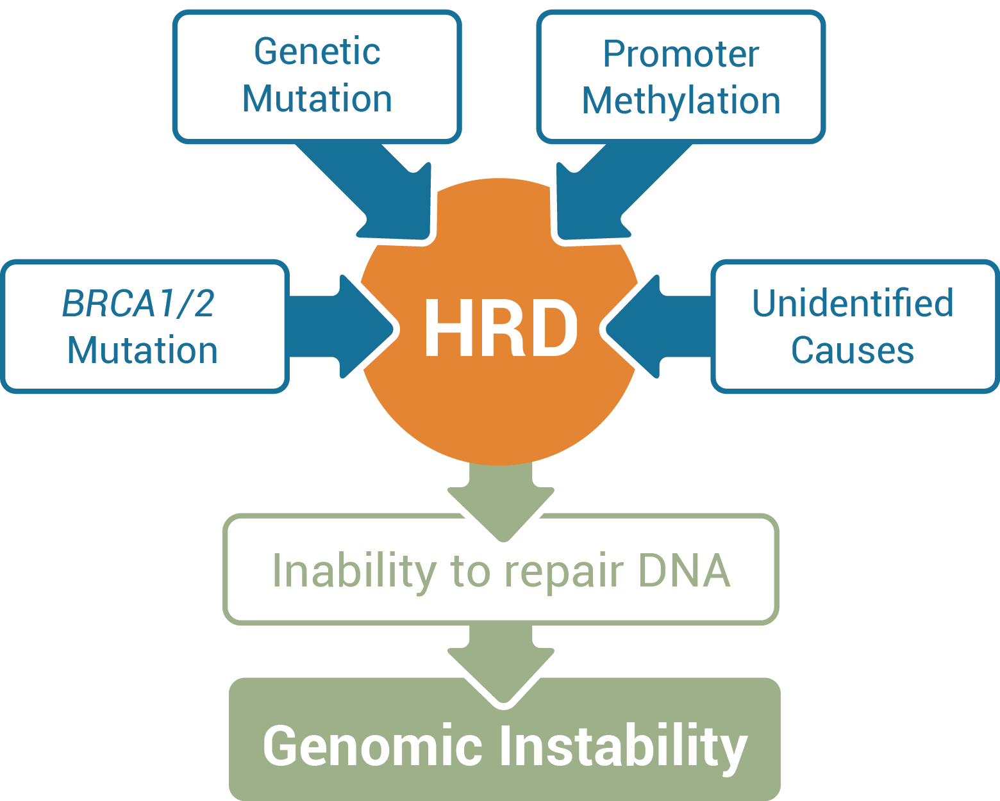 Genetic
Mutation
Promoter
Methylation
BRCA1/2
Mutation
HRD
Unidentified
Causes
Inability to repair DNA
Genomic Instability